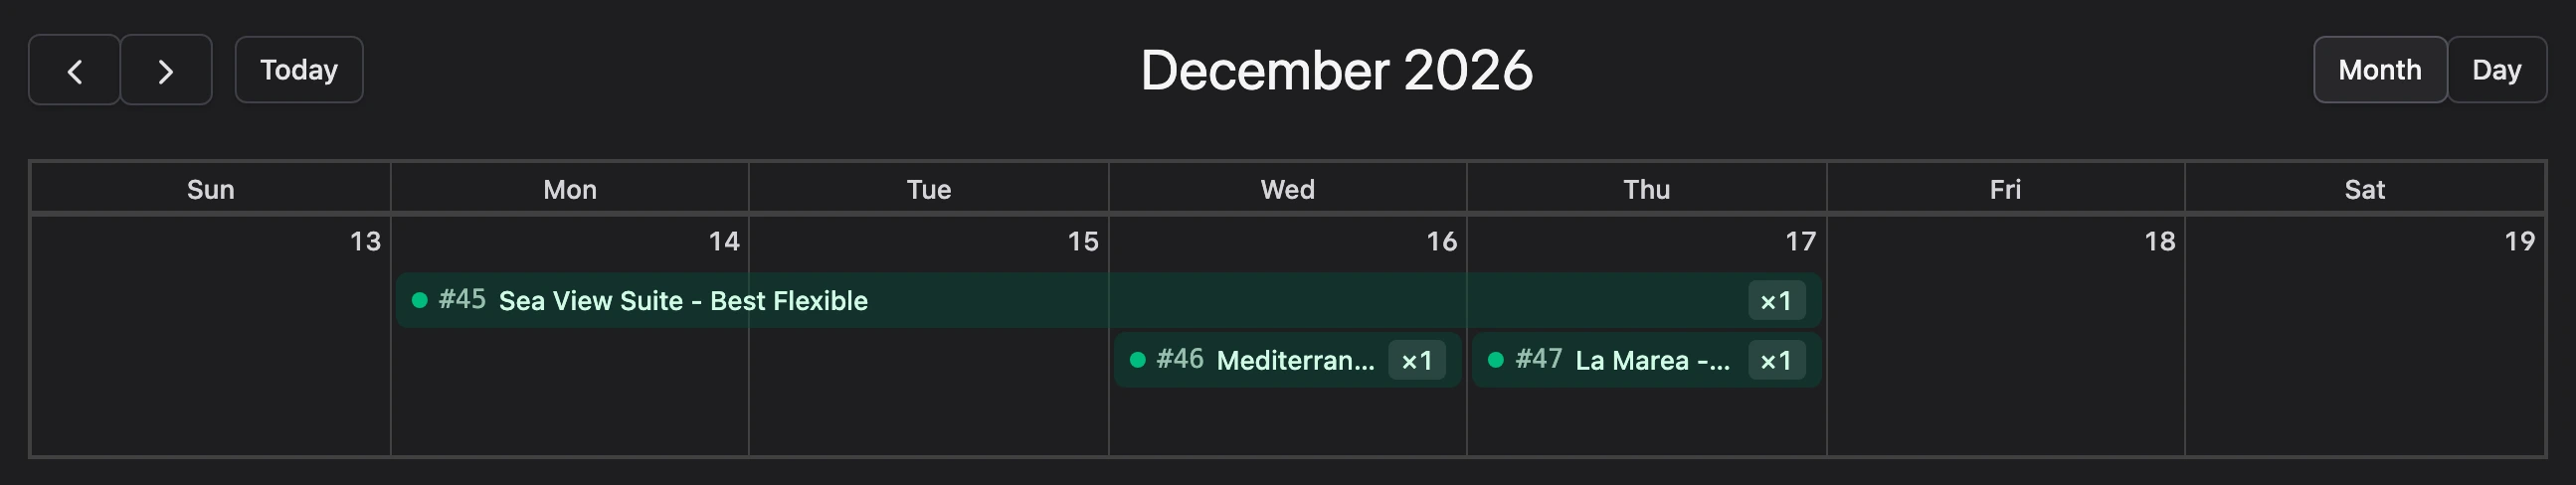 Today
December 2026
Month Day
Sun Mon Tue Wed Thu Fri Sat
13 14 15 16 17 18 19
#45 Sea View Suite - Best Flexible ×1
#46 Mediterran... ×1 #47 La Marea -... ×1